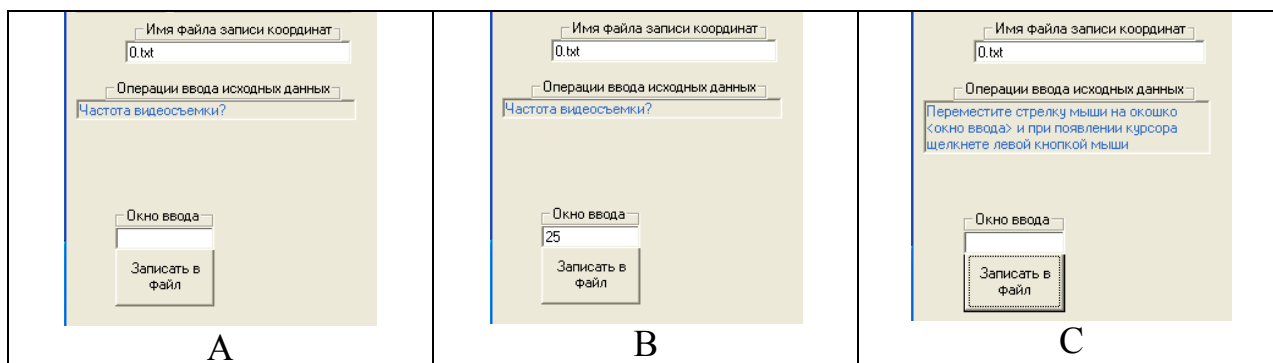 Имя файла записи координат
0.txt
Операции ввода исходных данных
Частота видеосъемки?
Окно ввода
Записать в
файл
A
Имя файла записи координат
0.txt
Операции ввода исходных данных
Частота видеосъемки?
Окно ввода
25
Записать в
файл
B
Имя файла записи координат
0.txt
Операции ввода исходных данных
Переместите стрелку мыши на окошко
<окно ввода> и при появлении курсора
щелкнете левой кнопкой мыши
Окно ввода
Записать в
файл
C